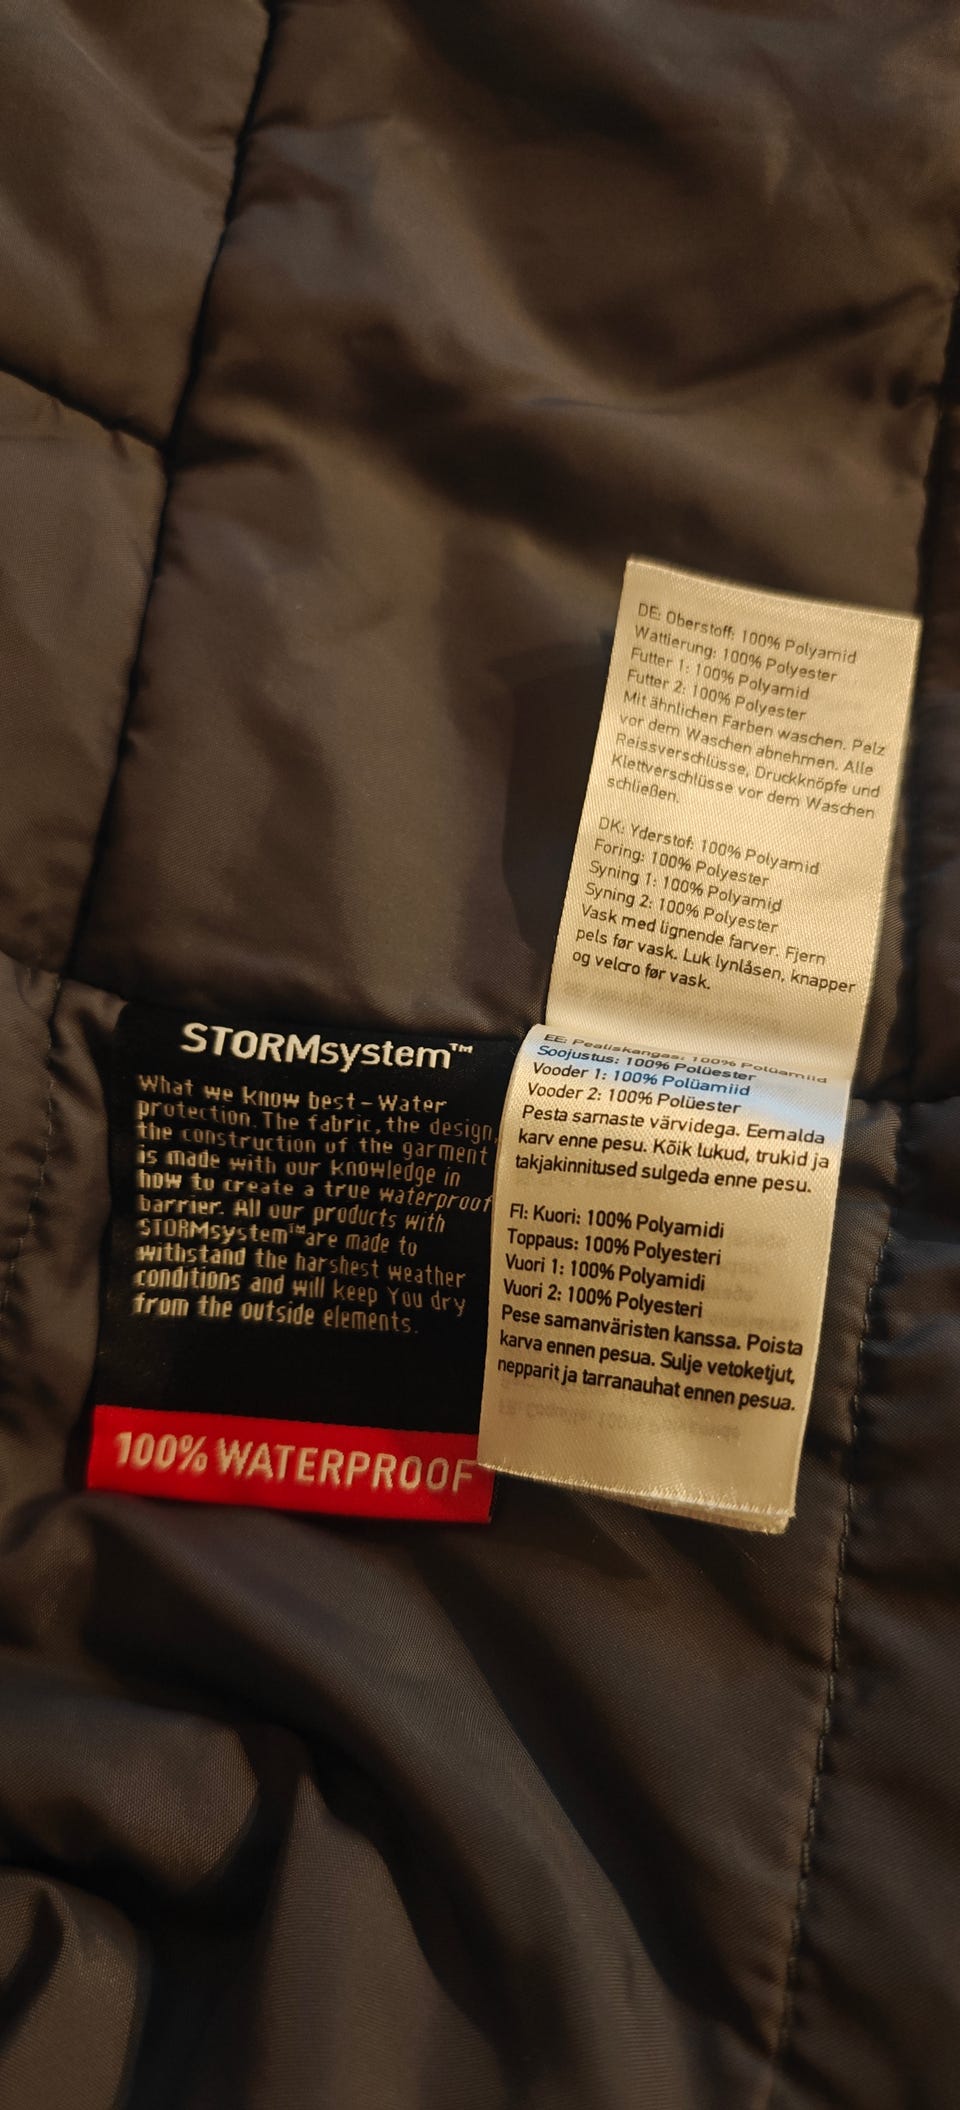 DE: Oberstoff: 100% Polyamid
Wattierung: 100% Polyester
Futter 1: 100% Polyamid
Futter 2: 100% Polyester
Mit ähnlichen Farben waschen. Pelz
vor dem Waschen abnehmen. Alle
Reissverschlüsse, Druckknöpfe und
Klettverschlüsse vor dem Waschen
schließen.
DK: Yderstof: 100% Polyamid
Foring: 100% Polyester
Syning 1: 100% Polyamid
Syning 2: 100% Polyester
Vask med lignende farver. Fjern
pels før vask. Luk lynlåsen, knapper
og velcro før vask.
EE: Pealiskangas: 100% Polüamiid
Soojustus: 100% Polüester
Vooder 1: 100% Polüamiid
Vooder 2: 100% Polüester
Pesta sarnaste värvidega. Eemalda
karv enne pesu. Kõik lukud, trukid ja
takjakinnitused sulgeda enne pesu.
FI: Kuori: 100% Polyamidi
Toppaus: 100% Polyesteri
Vuori 1: 100% Polyamidi
Vuori 2: 100% Polyesteri
Pese samanväristen kanssa. Poista
karva ennen pesua. Sulje vetoketjut,
nepparit ja tarranauhat ennen pesua.
STORMsystem™
What we know best - Water
protection. The fabric, the design,
the construction of the garment
is made with our knowledge in
how to create a true waterproof
barrier. All our products with
STORMsystem™ are made to
withstand the harshest weather
conditions and will keep You dry
from the outside elements.
100% WATERPROOF